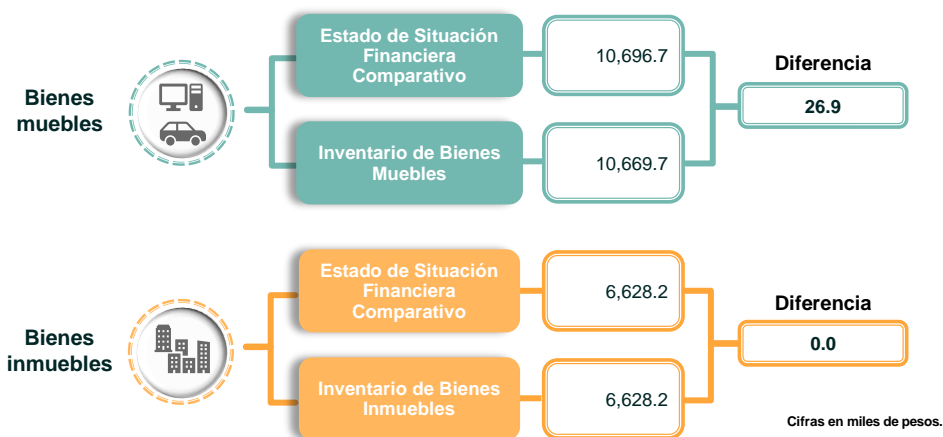 Bienes
muebles
Estado de Situación
Financiera
Comparativo
10,696.7
Inventario de Bienes
Muebles
10,669.7
Diferencia
26.9
Bienes
inmuebles
Estado de Situación
Financiera
Comparativo
6,628.2
Inventario de Bienes
Inmuebles
6,628.2
Diferencia
0.0
Cifras en miles de pesos.